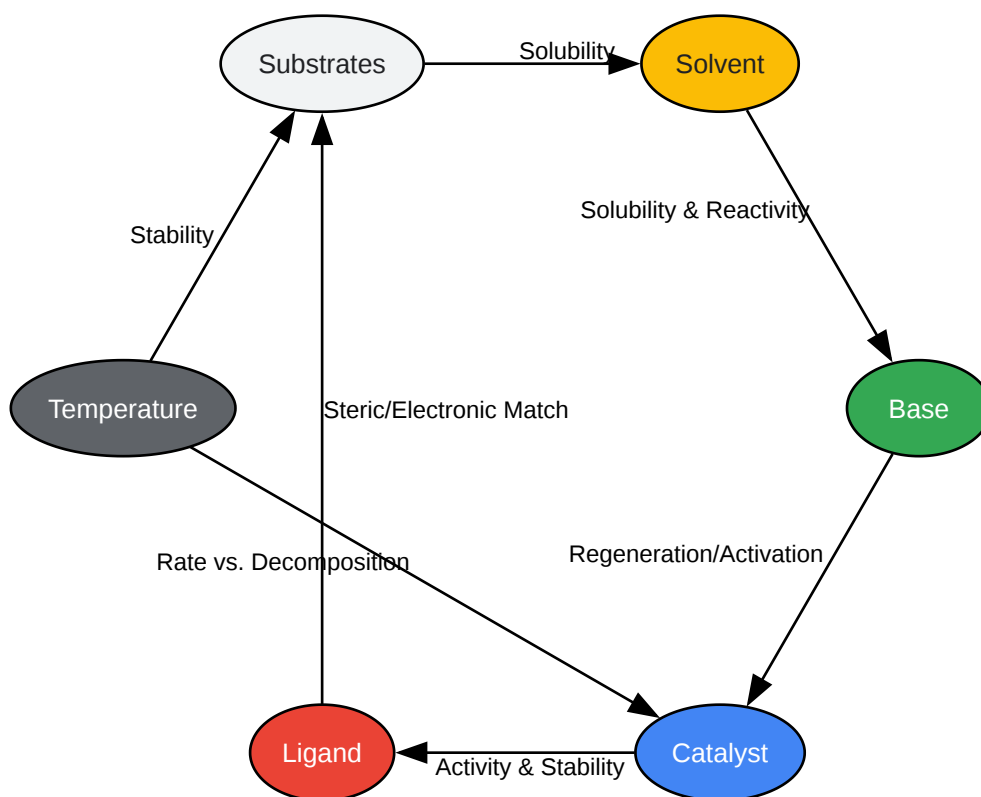 Substrates
Solubility
Solvent
Solubility & Reactivity
Stability
Temperature
Steric/Electronic Match
Base
Rate vs. Decomposition
Regeneration/Activation
Ligand
Activity & Stability
Catalyst